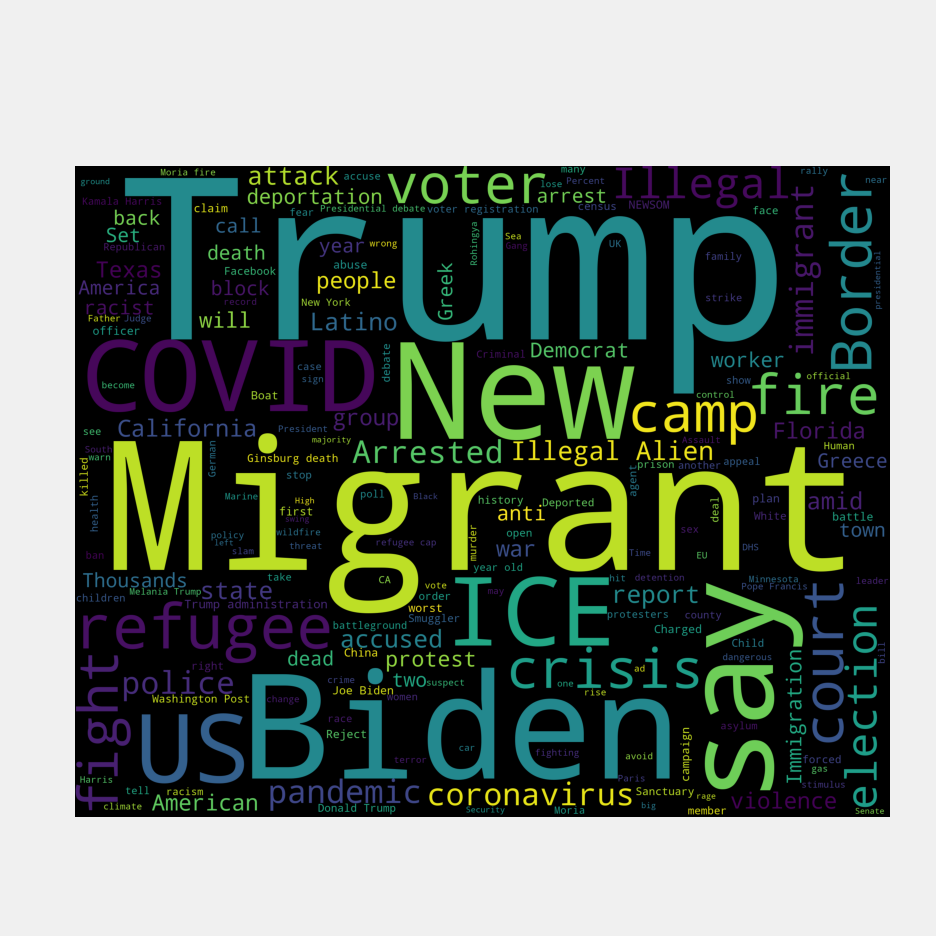 Moria fire
attack
accuse
voter
many
lose
Percent
Illegal
rally
near
ground
Kamala Harris
claim
deportation
arrest
census
NEWSOM
face
immigrant
Border
presidential
back
Set
Republican
call
fear
Presidential debate
voter registration
Trump
death
year
wrong
abuse
Facebook
Greek
Rohingya
Sea
Gang
UK
family
strike
Texas
America
racist
Father
Judge
officer
block
record
people
New York
will
Latino
COVID
New
Criminal
Democrat
worker
show
official
become
case
sign
debate
Boat
control
camp
fire
group
California
President
majority
see
South
warn
Arrested
Illegal Alien
Assault
Florida
Human
Greece
killed
German
Ginsburg death
stop
prison
another
appeal
agent
Migrant
health
Marine
High
first
swing
poll
Black
history
Deported
anti
deal
plan
White
amid
battle
town
policy
left
wildfire
ban
slam
threat
refugee cap
murder
open
war
sex
Time
EU
DHS
Thousands
take
CA
year old
hit
detention
Minnesota
Pope Francis
leader
children
Melania Trump
state
vote
order
may
ICE
report
refugee
Trump administration
worst
Smuggler
protesters
county
battleground
accused
Charged
Child
say
court
election
bill
right
dead
China
protest
crisis
dangerous
Immigration
fight
police
crime
Joe Biden
two
suspect
one
ad
rise
Washington Post
change
women
asylum
US
Biden
race
Reject
car
fighting
avoid
campaign
terror
Harris
Paris
forced
gas
tell
racism
pandemic
coronavirus
Sanctuary
rage
stimulus
climate
American
Donald Trump
Security
Moria
big
member
violence
Senate